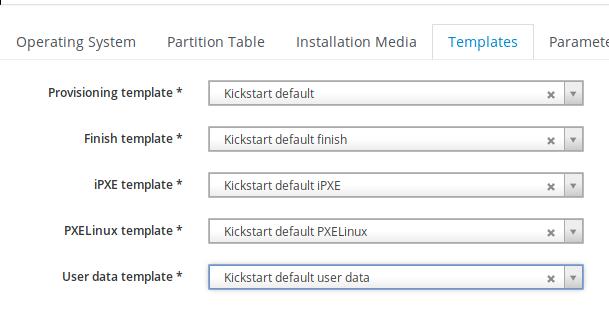 Operating System Partition Table Installation Media Templates Paramete
Provisioning template * Kickstart default
Finish template * Kickstart default finish
iPXE template * Kickstart default iPXE
PXELinux template * Kickstart default PXELinux
User data template * Kickstart default user data